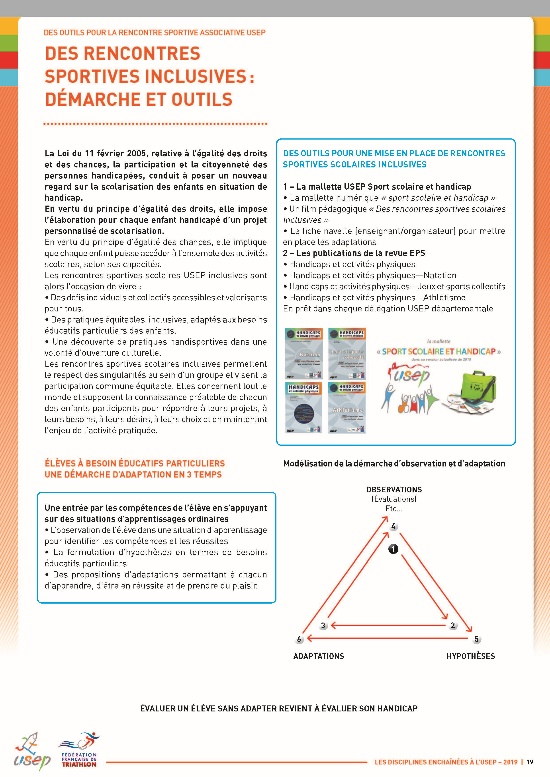 DES OUTILS POUR LA RENCONTRE SPORTIVE ASSOCIATIVE USEP
DES RENCONTRES
SPORTIVES INCLUSIVES :
DÉMARCHE ET OUTILS
La Loi du 11 février 2005, relative à l'égalité des droits
et des chances, la participation et la citoyenneté des
personnes handicapées, conduit à poser un nouveau
regard sur la scolarisation des enfants en situation de
handicap.
En vertu du principe d'égalité des droits, elle impose
l'élaboration pour chaque enfant handicapé d'un projet
personnalisé de scolarisation.
En vertu du principe d'égalité des chances, elle implique
que chaque enfant puisse accéder à l'ensemble des activités
scolaires, selon ses capacités.
Les rencontres sportives scolaires USEP inclusives sont
alors l'occasion de vivre :
• Des défis individuels et collectifs accessibles et valorisants
pour tous.
• Des pratiques équitables, inclusives, adaptés aux besoins
éducatifs particuliers des enfants.
• Une découverte de pratiques handisportives dans une
volonté d'ouverture culturelle.
Les rencontres sportives scolaires inclusives permettent
le respect des singularités au sein d'un groupe et visent la
participation commune équitable. Elles concernent tout le
monde et supposent la connaissance préalable de chacun
des enfants participants pour répondre à leurs projets, à
leurs besoins, à leurs désirs, à leurs choix et en maintenant
l'enjeu de l'activité pratiquée.
DES OUTILS POUR UNE MISE EN PLACE DE RENCONTRES
SPORTIVES SCOLAIRES INCLUSIVES
1 – La mallette USEP Sport scolaire et handicap
• La mallette numérique « sport scolaire et handicap »
• Un film pédagogique « Des rencontres sportives scolaires
inclusives »
• La fiche navette (enseignant/organisateur) pour mettre
en place les adaptations
2 – Les publications de la revue EPS
• Handicaps et activités physiques
• Handicaps et activités physiques – Natation
• Handicaps et activités physiques – Jeux et sports collectifs
• Handicaps et activités physiques – Athlétisme
En prêt dans chaque délégation USEP départementale
HANDICAPS
HANDICAPS
HANDICAPS
HANDICAPS
la mallette
« SPORT SCOLAIRE ET HANDICAP »
usep
ÉLÈVES À BESOIN ÉDUCATIFS PARTICULIERS
UNE DÉMARCHE D'ADAPTATION EN 3 TEMPS
Une entrée par les compétences de l'élève en s'appuyant
sur des situations d'apprentissages ordinaires
• L'observation de l'élève dans une situation d'apprentissage
pour identifier les compétences et les réussites
• La formulation d'hypothèses en termes de besoins
éducatifs particuliers
• Des propositions d'adaptations permettant à chacun
d'apprendre, d'être en réussite et de prendre du plaisir.
Modélisation de la démarche d'observation et d'adaptation
OBSERVATIONS
(Évaluations)
Etc...
4
1
3
2
6
5
ADAPTATIONS
HYPOTHÈSES
ÉVALUER UN ÉLÈVE SANS ADAPTER REVIENT À ÉVALUER SON HANDICAP
usep
FÉDÉRATION
FRANÇAISE DE
TRIATHLON
LES DISCIPLINES ENCHAÎNÉES À L'USEP – 2019 | 19